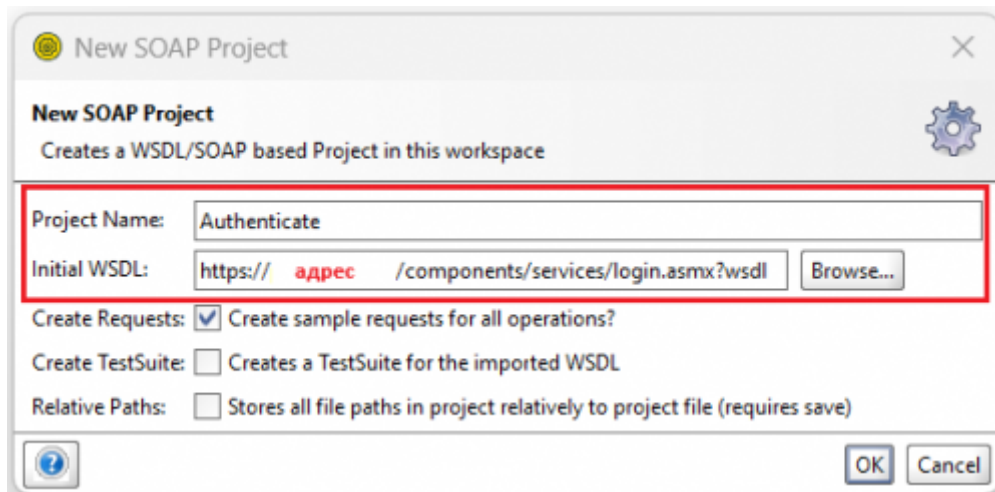 New SOAP Project
New SOAP Project
Creates a WSDL/SOAP based Project in this workspace
Project Name: Authenticate
Initial WSDL: https:// адрес /components/services/login.asmx?wsdl Browse...
Create Requests: Create sample requests for all operations?
Create TestSuite: Creates a TestSuite for the imported WSDL
Relative Paths: Stores all file paths in project relatively to project file (requires save)
? OK Cancel